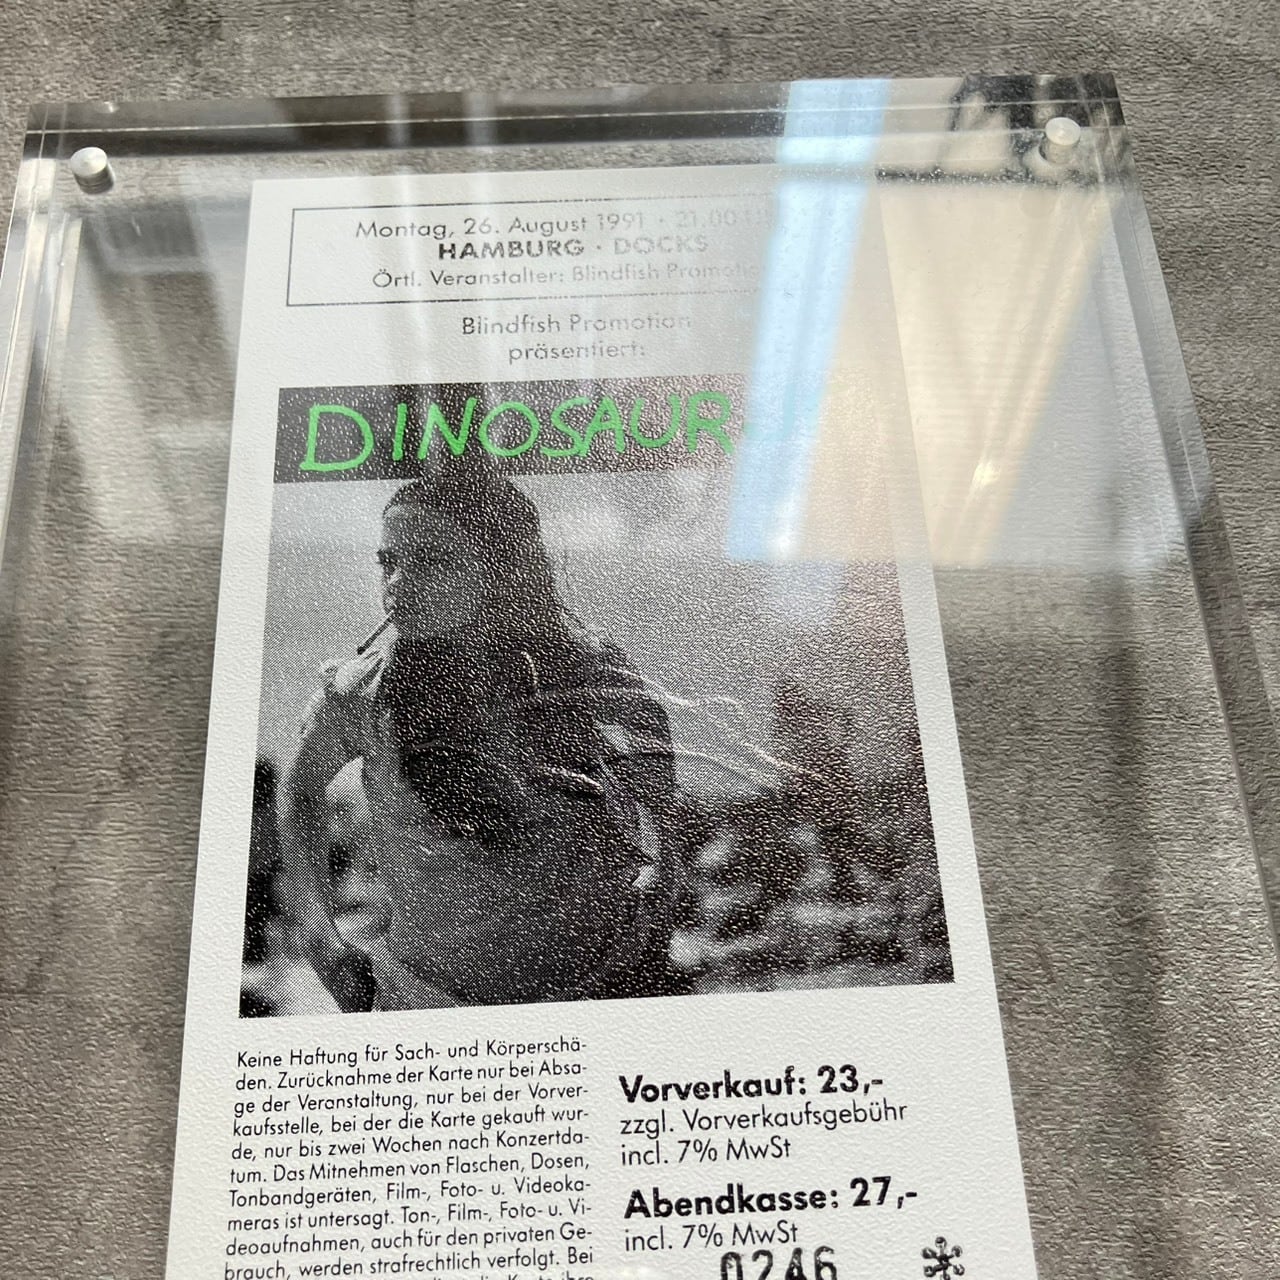 Montag, 26. August 1991 · 21.00
HAMBURG · DOCKS
Örtl. Veranstalter: Blindfish Promotio
Blindfish Promotion
präsentiert:
DINOSAUR
Keine Haftung für Sach- und Körperschä-
den. Zurücknahme der Karte nur bei Absa-
ge der Veranstaltung, nur bei der Vorver-
kaufsstelle, bei der die Karte gekauft wur-
de, nur bis zwei Wochen nach Konzertda-
tum. Das Mitnehmen von Flaschen, Dosen,
Tonbandgeräten, Film-, Foto- u. Videoka-
meras ist untersagt. Ton-, Film-, Foto- u. Vi-
deoaufnahmen, auch für den privaten Ge-
brauch, werden strafrechtlich verfolgt. Bei
Vorverkauf: 23,-
zzgl. Vorverkaufsgebühr
incl. 7% MwSt
Abendkasse: 27,-
incl. 7% MwSt
0246